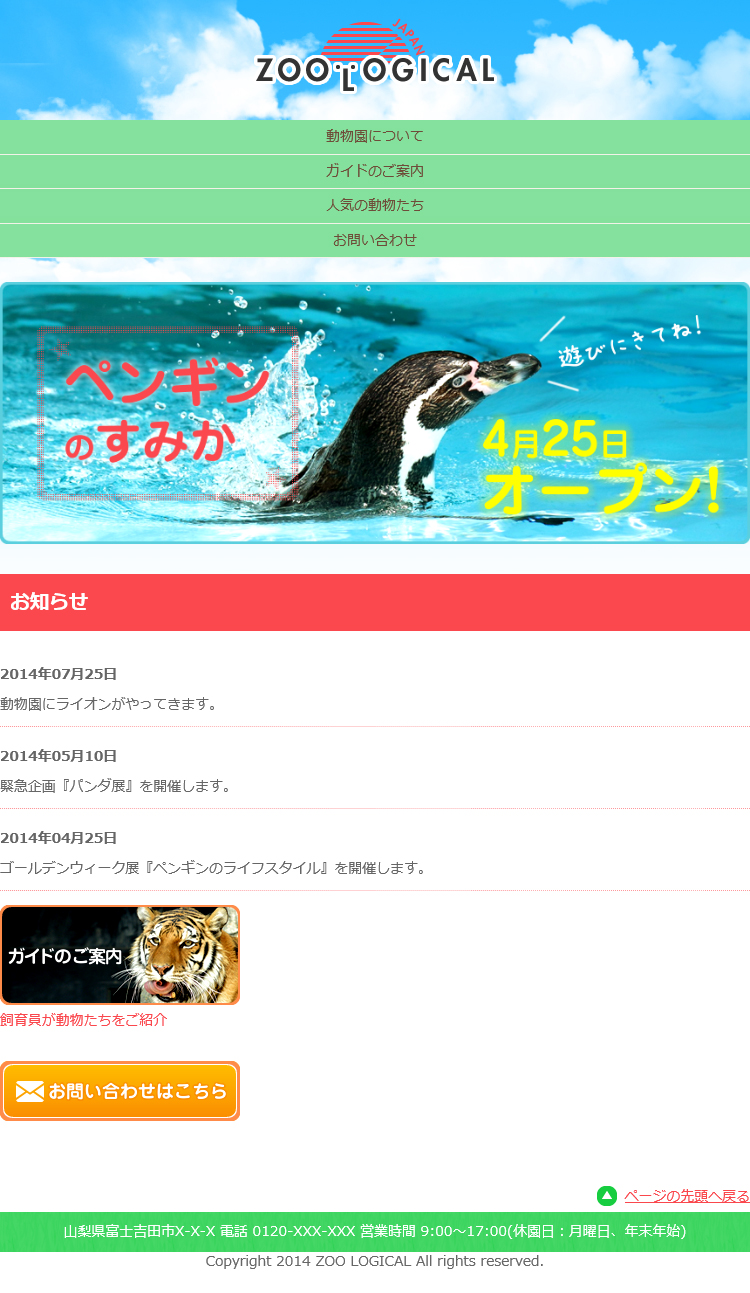 JAPAN
ZOO LOGICAL
動物園について
ガイドのご案内
人気の動物たち
お問い合わせ
遊びにきてね!
ペンギン
のすみか
4月25日
オープン!
お知らせ
2014年07月25日
動物園にライオンがやってきます。
2014年05月10日
緊急企画『パンダ展』を開催します。
2014年04月25日
ゴールデンウィーク展『ペンギンのライフスタイル』を開催します。
ガイドのご案内
飼育員が動物たちをご紹介
お問い合わせはこちら
ページの先頭へ戻る
山梨県富士吉田市X-X-X 電話 0120-XXX-XXX 営業時間 9:00〜17:00(休園日：月曜日、年末年始)
Copyright 2014 ZOO LOGICAL All rights reserved.